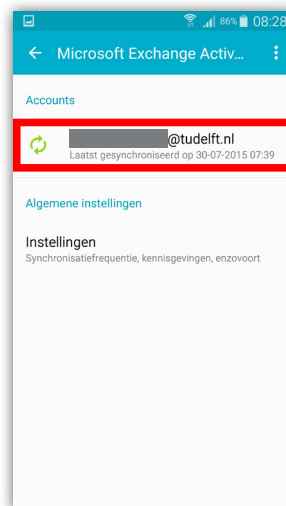 86% 08:28
Microsoft Exchange Activ...
Accounts
@tudelft.nl
Laatst gesynchroniseerd op 30-07-2015 07:39
Algemene instellingen
Instellingen
Synchronisatiefrequentie, kennisgevingen, enzovoort